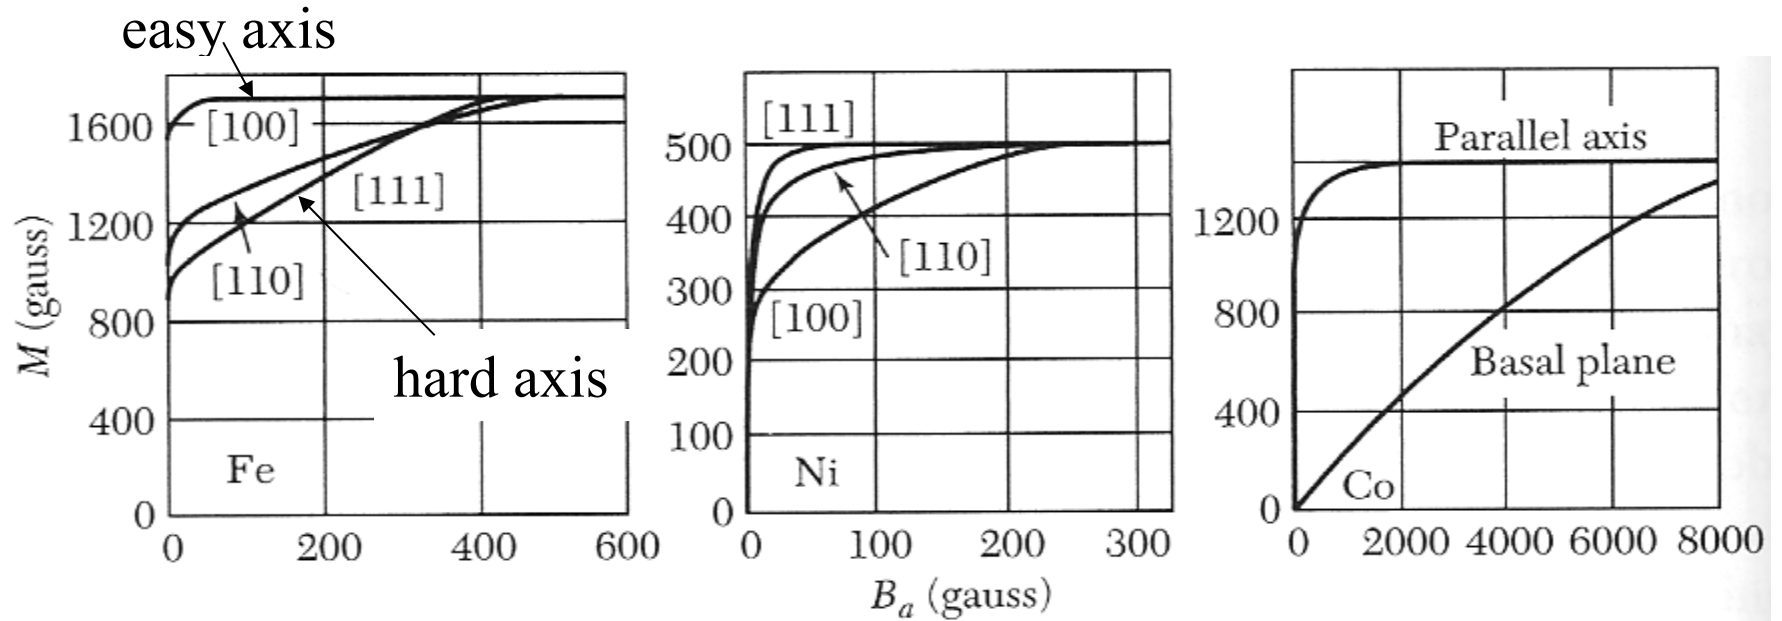 easy axis
M (gauss)
1600
1200
800
400
0
[100]
[111]
[110]
hard axis
Fe
0 200 400 600
500
400
300
200
100
0
[111]
[110]
[100]
Ni
0 100 200 300
B_a (gauss)
1200
800
400
0
Parallel axis
Basal plane
Co
0 2000 4000 6000 8000